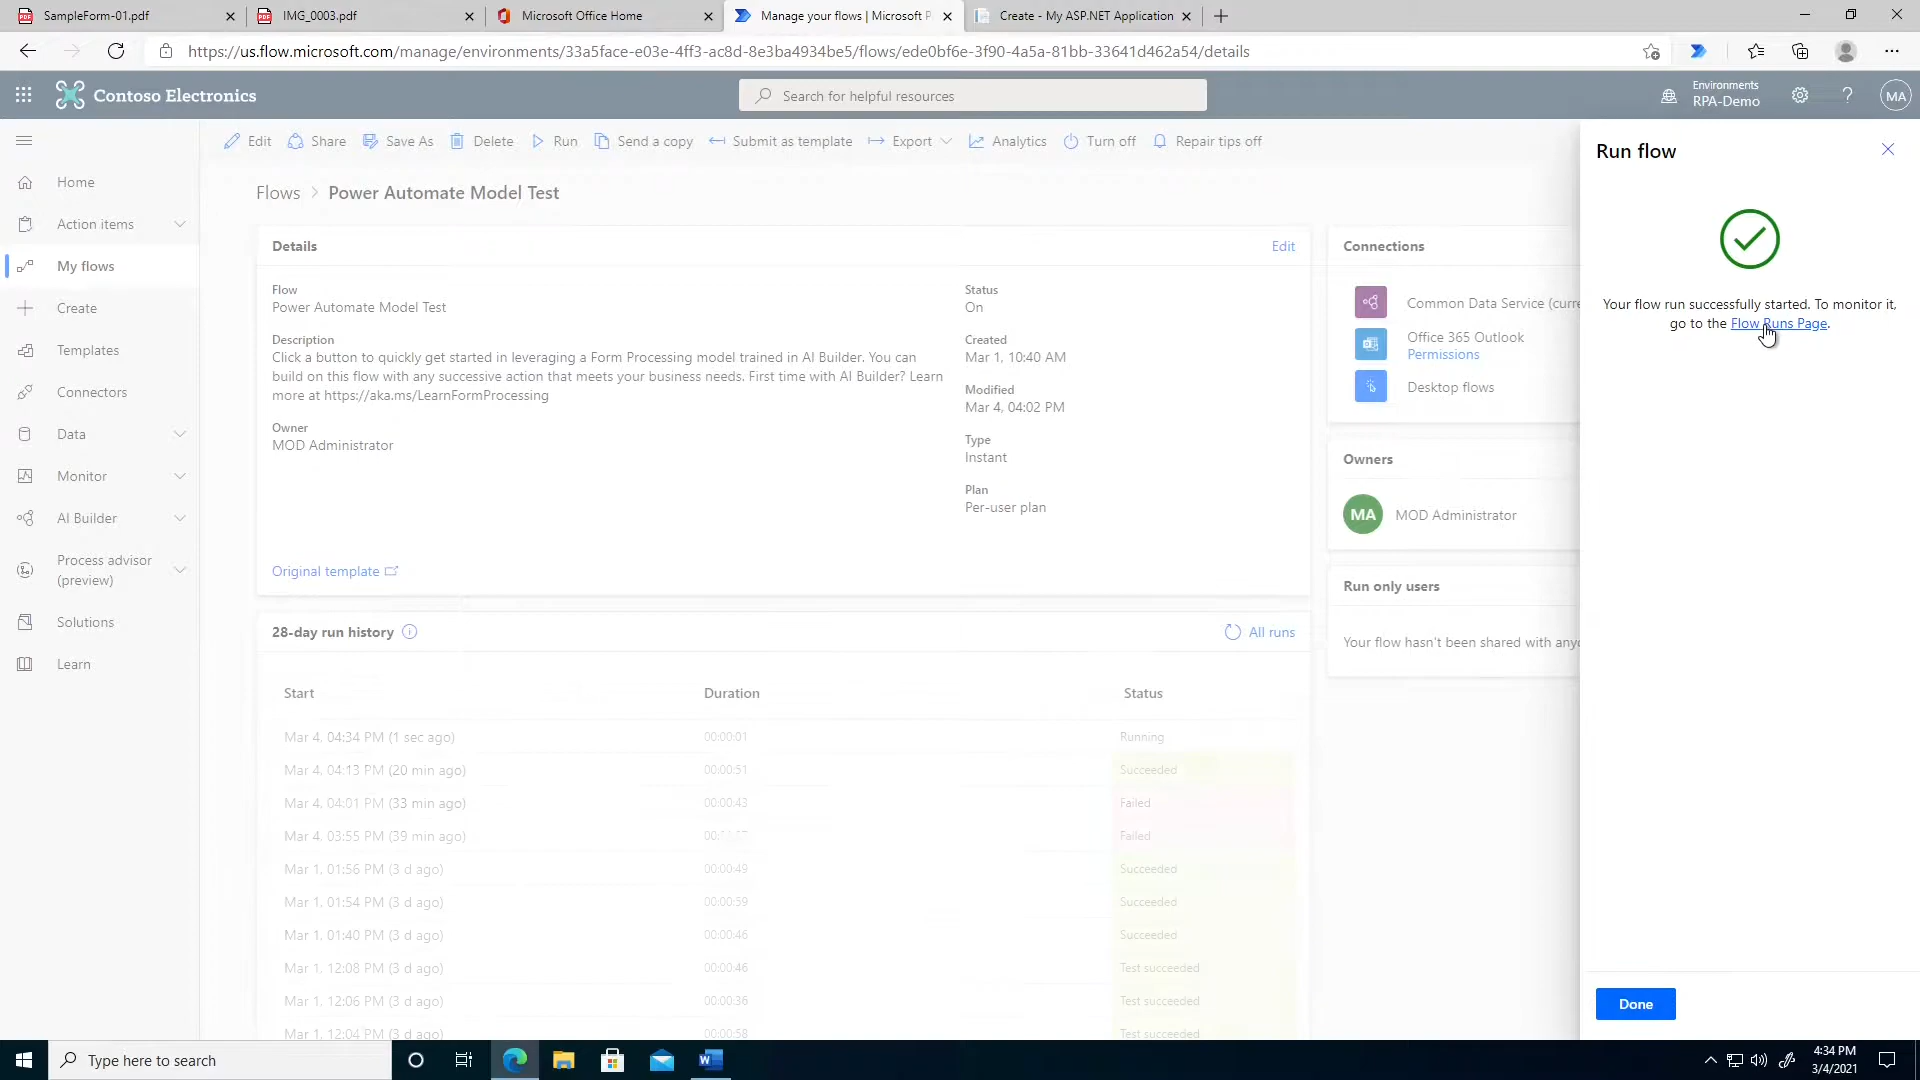 SampleForm-01.pdf
IMG_0003.pdf
Microsoft Office Home
Manage your flows | Microsoft P
Create - My ASP.NET Application
https://us.flow.microsoft.com/manage/environments/33a5face-e03e-4ff3-ac8d-8e3ba4934be5/flows/ede0bf6e-3f90-4a5a-81bb-33641d462a54/details
Contoso Electronics
Search for helpful resources
Environments
RPA-Demo
MA
Edit
Share
Save As
Delete
Run
Send a copy
Submit as template
Export
Analytics
Turn off
Repair tips off
Home
Action items
My flows
Create
Templates
Connectors
Data
Monitor
AI Builder
Process advisor
(preview)
Solutions
Learn
Flows > Power Automate Model Test
Details
Edit
Flow
Power Automate Model Test
Description
Click a button to quickly get started in leveraging a Form Processing model trained in AI Builder. You can
build on this flow with any successive action that meets your business needs. First time with AI Builder? Learn
more at https://aka.ms/LearnFormProcessing
Owner
MOD Administrator
Status
On
Created
Mar 1, 10:40 AM
Modified
Mar 4, 04:02 PM
Type
Instant
Plan
Per-user plan
Original template
Connections
Common Data Service (curre
Office 365 Outlook
Permissions
Desktop flows
Owners
MA MOD Administrator
Run only users
Your flow hasn't been shared with anyo
28-day run history
All runs
Start Duration Status
Mar 4, 04:34 PM (1 sec ago) 00:00:01 Running
Mar 4, 04:13 PM (20 min ago) 00:00:51 Succeeded
Mar 4, 04:01 PM (33 min ago) 00:00:43 Failed
Mar 4, 03:55 PM (39 min ago) Failed
Mar 1, 01:56 PM (3 d ago) 00:00:49 Succeeded
Mar 1, 01:54 PM (3 d ago) 00:00:59 Succeeded
Mar 1, 01:40 PM (3 d ago) 00:00:46 Succeeded
Mar 1, 12:08 PM (3 d ago) 00:00:46 Test succeeded
Mar 1, 12:06 PM (3 d ago) 00:00:36 Test succeeded
Mar 1, 12:04 PM (3 d ago) 00:00:58 Test succeeded
Run flow
Your flow run successfully started. To monitor it,
go to the Flow Runs Page.
Done
Type here to search
4:34 PM
3/4/2021